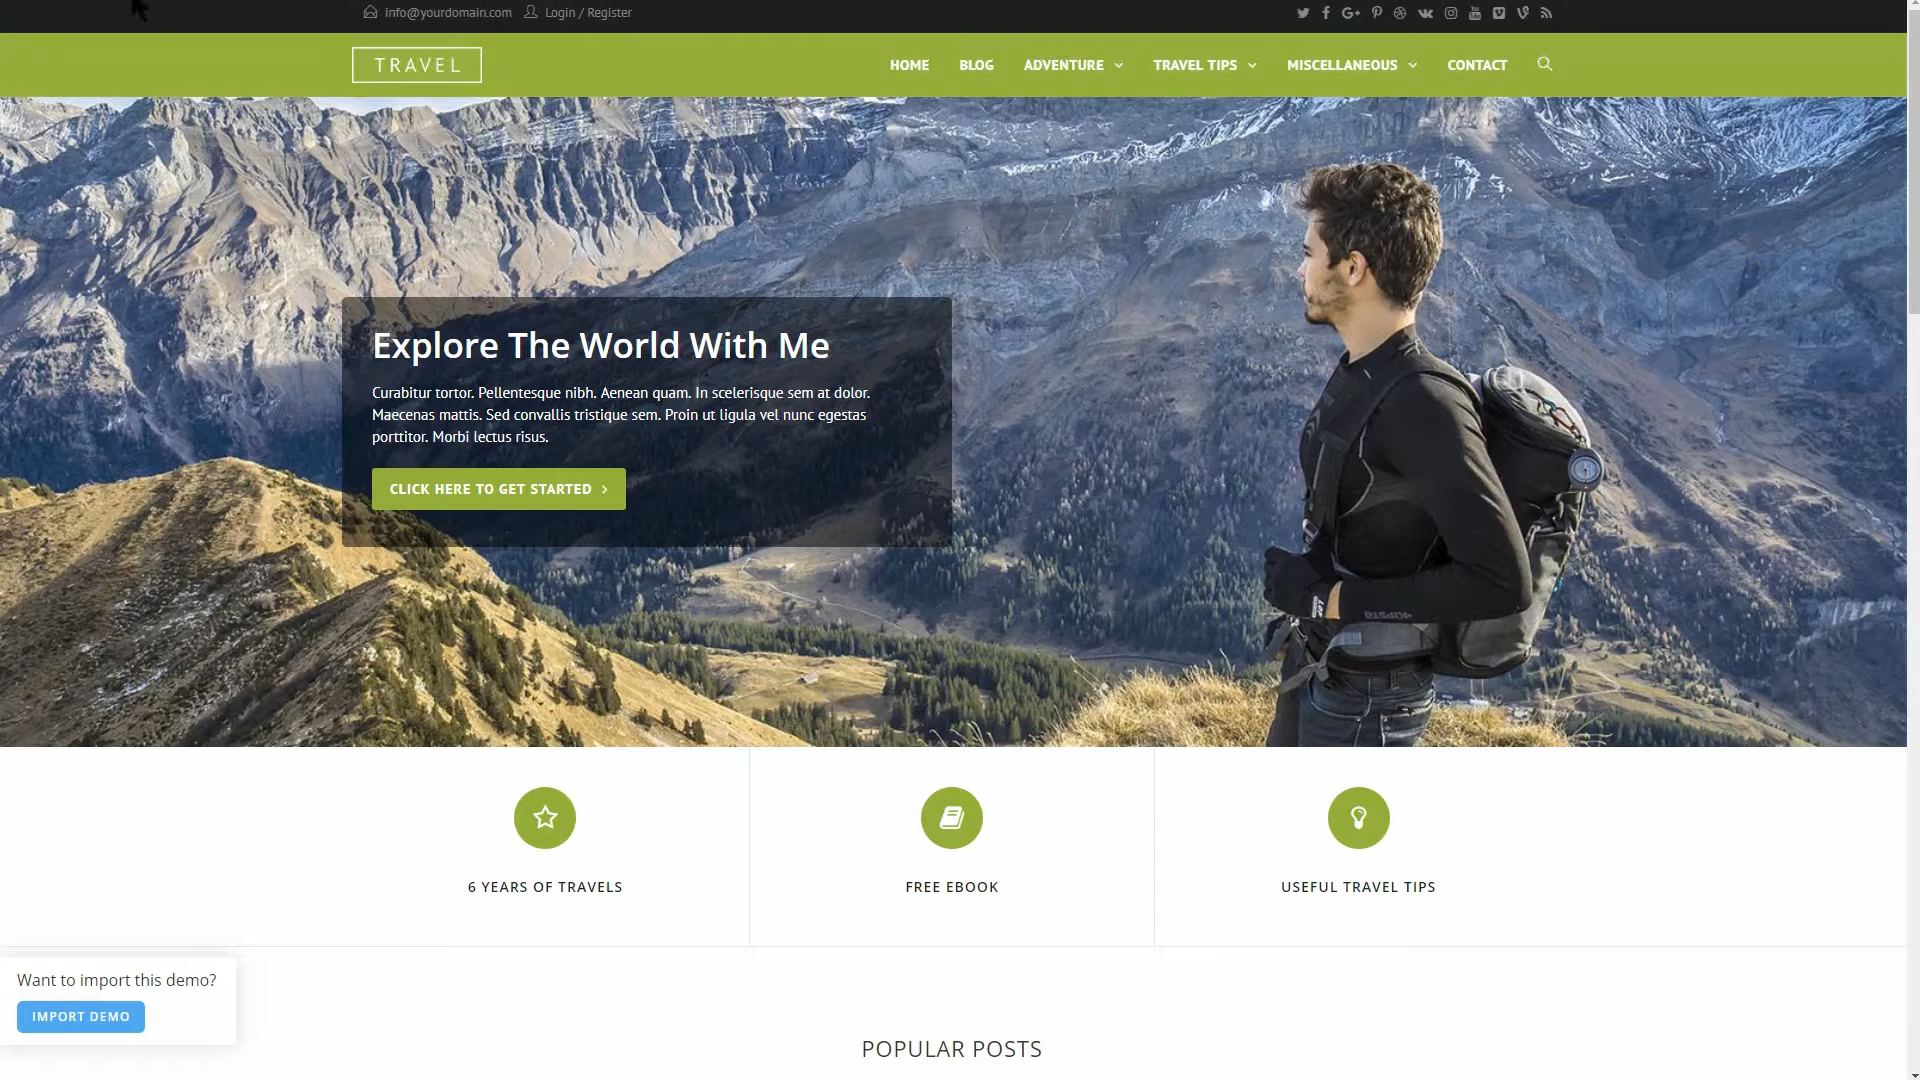 info@yourdomain.com Login / Register
TRAVEL
HOME BLOG ADVENTURE TRAVEL TIPS MISCELLANEOUS CONTACT
Explore The World With Me
Curabitur tortor. Pellentesque nibh. Aenean quam. In scelerisque sem at dolor.
Maecenas mattis. Sed convallis tristique sem. Proin ut ligula vel nunc egestas
porttitor. Morbi lectus risus.
CLICK HERE TO GET STARTED
6 YEARS OF TRAVELS
FREE EBOOK
USEFUL TRAVEL TIPS
Want to import this demo?
IMPORT DEMO
POPULAR POSTS